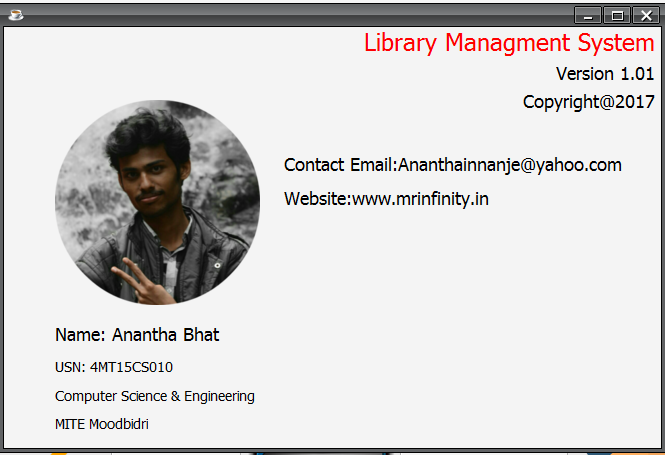 Library Managment System
Version 1.01
Copyright@2017
Contact Email:Ananthainnanje@yahoo.com
Website:www.mrinfinity.in
Name: Anantha Bhat
USN: 4MT15CS010
Computer Science & Engineering
MITE Moodbidri